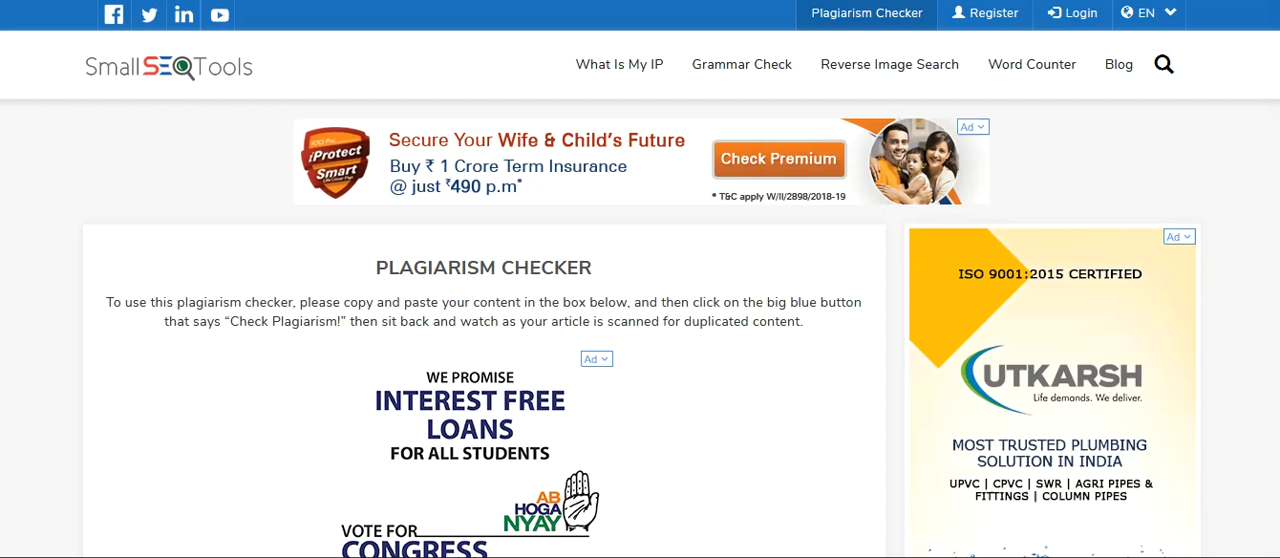 Plagiarism Checker Register Login EN
SmallSEOTools What Is My IP Grammar Check Reverse Image Search Word Counter Blog
Ad
iProtect
Smart
Secure Your Wife & Child's Future
Buy ₹ 1 Crore Term Insurance
@ just ₹490 p.m*
Check Premium
* T&C apply W/II/2898/2018-19
PLAGIARISM CHECKER
To use this plagiarism checker, please copy and paste your content in the box below, and then click on the big blue button
that says “Check Plagiarism!” then sit back and watch as your article is scanned for duplicated content.
Ad
WE PROMISE
INTEREST FREE
LOANS
FOR ALL STUDENTS
AB
HOGA
NYAY
VOTE FOR
CONGRESS
Ad
ISO 9001:2015 CERTIFIED
UTKARSH
Life demands. We deliver.
MOST TRUSTED PLUMBING
SOLUTION IN INDIA
UPVC | CPVC | SWR | AGRI PIPES &
FITTINGS | COLUMN PIPES